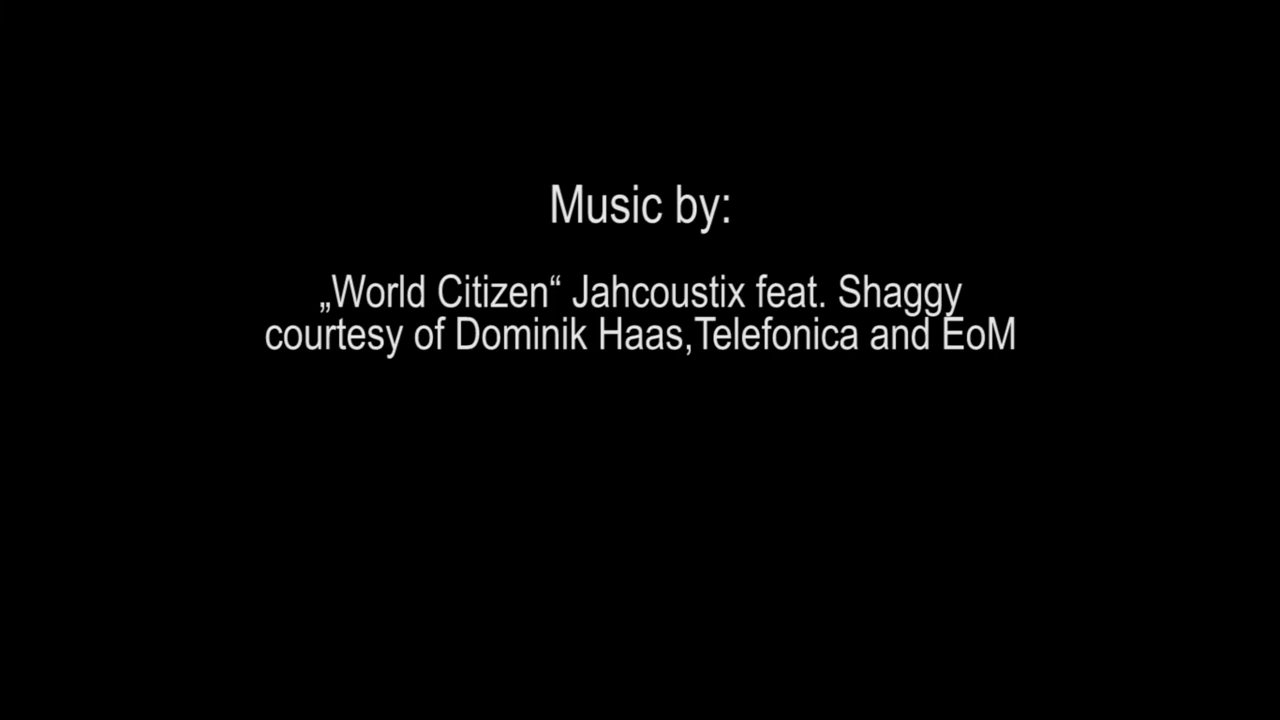 Music by:
„World Citizen“ Jahcoustix feat. Shaggy
courtesy of Dominik Haas,Telefonica and EoM